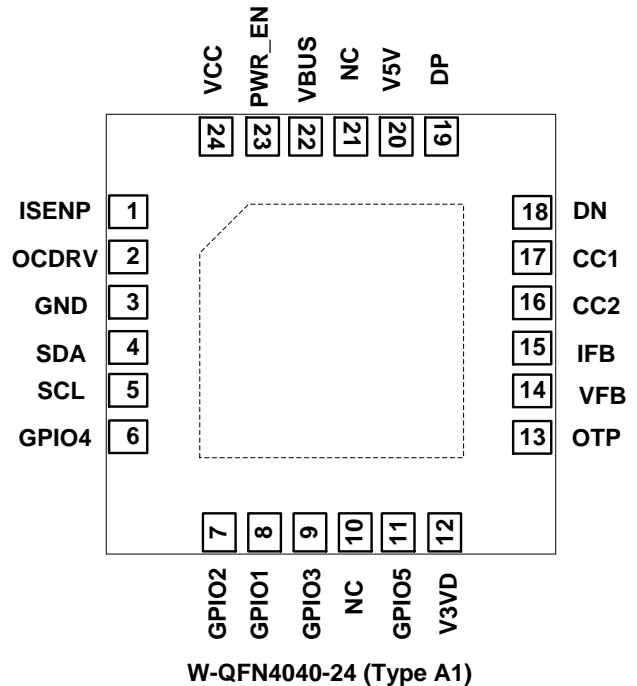 VCC PWR_EN VBUS NC V5V DP
24 23 22 21 20 19
ISENP 1 18 DN
OCDRV 2 17 CC1
GND 3 16 CC2
SDA 4 15 IFB
SCL 5 14 VFB
GPIO4 6 13 OTP
7 8 9 10 11 12
GPIO2 GPIO1 GPIO3 NC GPIO5 V3VD
W-QFN4040-24 (Type A1)